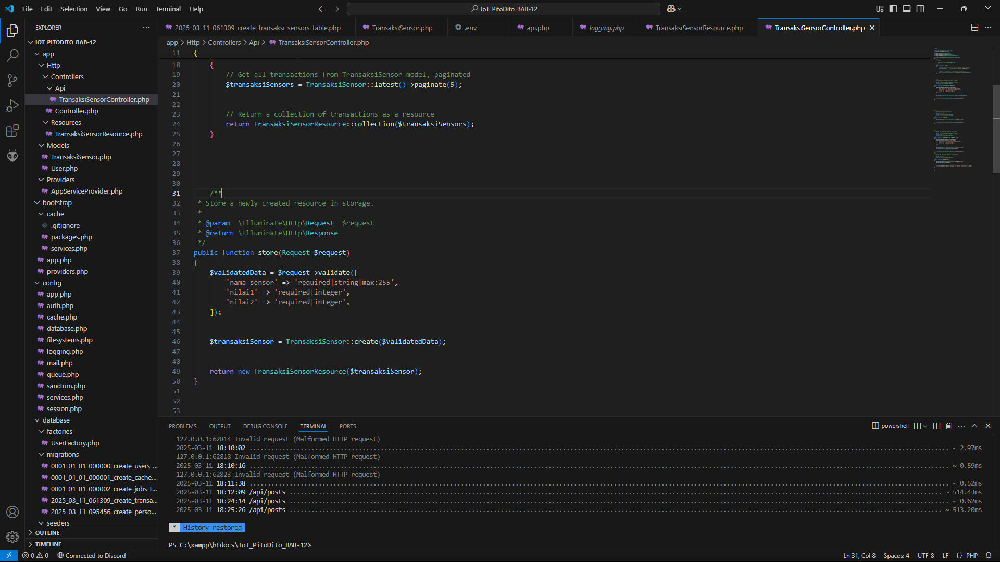 File Edit Selection View Go Run Terminal Help
IoT_PitoDito_BAB-12
EXPLORER
IOT_PITODITO_BAB-12
app
Http
Controllers
Api
TransaksiSensorController.php
Controller.php
Resources
TransaksiSensorResource.php
Models
TransaksiSensor.php
User.php
Providers
AppServiceProvider.php
bootstrap
cache
.gitignore
packages.php
services.php
app.php
providers.php
config
app.php
auth.php
cache.php
database.php
filesystems.php
logging.php
mail.php
queue.php
sanctum.php
services.php
session.php
database
factories
UserFactory.php
migrations
0001_01_01_000000_create_users_...
0001_01_01_000001_create_cache...
0001_01_01_000002_create_jobs_t...
2025_03_11_061309_create_transa...
2025_03_11_095456_create_perso...
seeders
OUTLINE
TIMELINE
2025_03_11_061309_create_transaksi_sensors_table.php TransaksiSensor.php .env api.php logging.php TransaksiSensorResource.php TransaksiSensorController.php
app > Http > Controllers > Api > TransaksiSensorController.php
11 {
18 {
19 // Get all transactions from TransaksiSensor model, paginated
20 $transaksiSensors = TransaksiSensor::latest()->paginate(5);
21
22
23 // Return a collection of transactions as a resource
24 return TransaksiSensorResource::collection($transaksiSensors);
25 }
26
27
28
29
30
31 /**
32 * Store a newly created resource in storage.
33 *
34 * @param  \Illuminate\Http\Request  $request
35 * @return \Illuminate\Http\Response
36 */
37 public function store(Request $request)
38 {
39 $validatedData = $request->validate([
40 'nama_sensor' => 'required|string|max:255',
41 'nilai1' => 'required|integer',
42 'nilai2' => 'required|integer',
43 ]);
44
45
46 $transaksiSensor = TransaksiSensor::create($validatedData);
47
48
49 return new TransaksiSensorResource($transaksiSensor);
50 }
51
52
53
PROBLEMS OUTPUT DEBUG CONSOLE TERMINAL PORTS
powershell
127.0.0.1:62814 Invalid request (Malformed HTTP request)
2025-03-11 18:10:02 ~ 2.97ms
127.0.0.1:62818 Invalid request (Malformed HTTP request)
2025-03-11 18:10:16 ~ 0.59ms
127.0.0.1:62823 Invalid request (Malformed HTTP request)
2025-03-11 18:11:38 ~ 0.52ms
2025-03-11 18:12:09 /api/posts ~ 514.43ms
2025-03-11 18:24:14 /api/posts ~ 0.62ms
2025-03-11 18:25:26 /api/posts ~ 513.20ms
* History restored
PS C:\xampp\htdocs\IoT_PitoDito_BAB-12>
0 0 Connected to Discord
Ln 31, Col 8 Spaces: 4 UTF-8 LF {} PHP